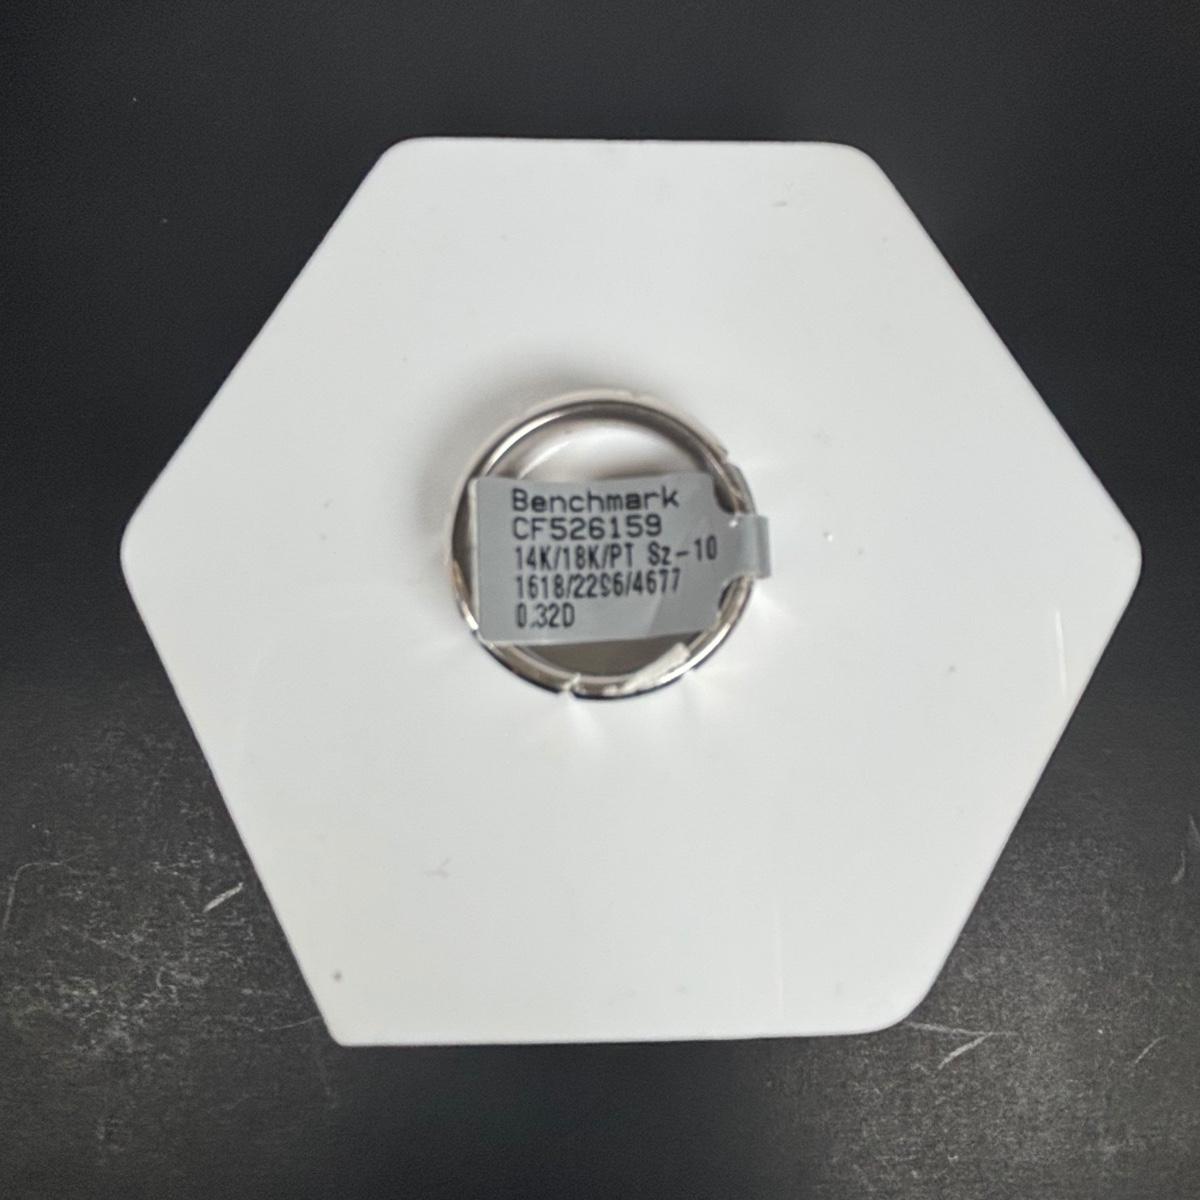 Benchmark
CF526159
14K/18K/PT Sz-10
1618/2296/4677
0.32D